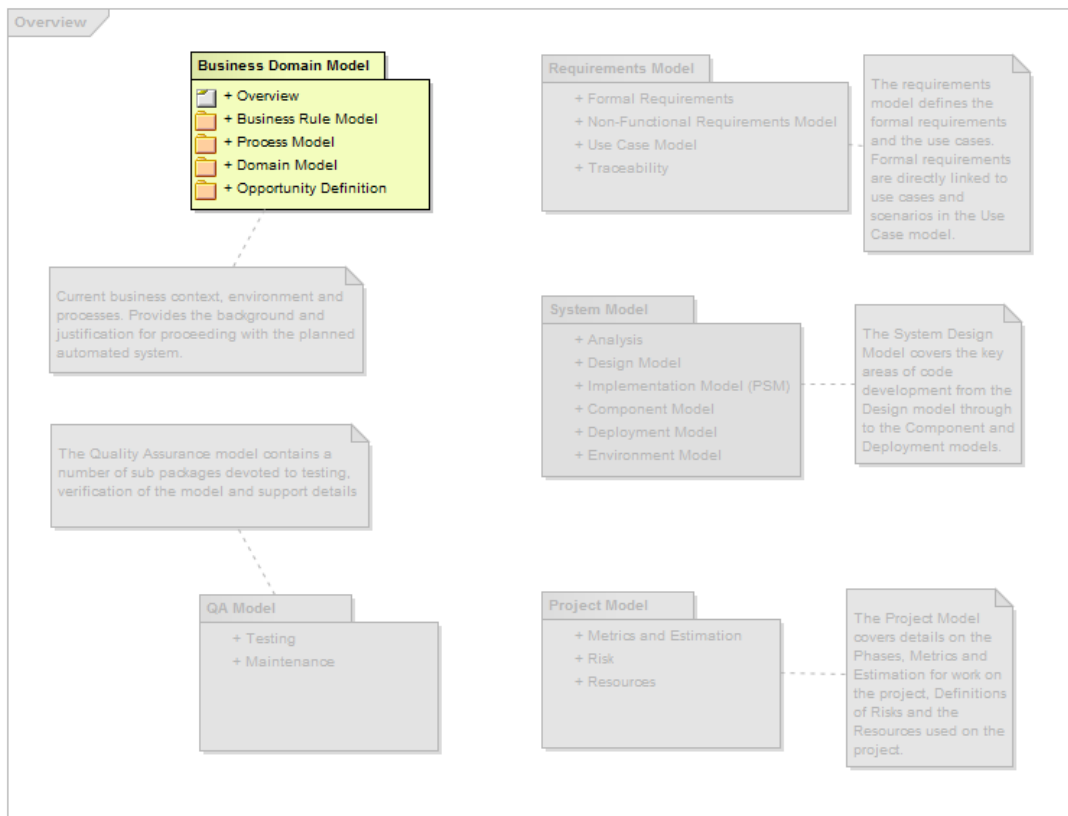 Overview
Business Domain Model
+ Overview
+ Business Rule Model
+ Process Model
+ Domain Model
+ Opportunity Definition
Requirements Model
+ Formal Requirements
+ Non-Functional Requirements Model
+ Use Case Model
+ Traceability
The requirements
model defines the
formal requirements
and the use cases.
Formal requirements
are directly linked to
use cases and
scenarios in the Use
Case model.
Current business context, environment and
processes. Provides the background and
justification for proceeding with the planned
automated system.
System Model
+ Analysis
+ Design Model
+ Implementation Model (PSM)
+ Component Model
+ Deployment Model
+ Environment Model
The System Design
Model covers the key
areas of code
development from the
Design model through
to the Component and
Deployment models.
The Quality Assurance model contains a
number of sub packages devoted to testing,
verification of the model and support details
QA Model
+ Testing
+ Maintenance
Project Model
+ Metrics and Estimation
+ Risk
+ Resources
The Project Model
covers details on the
Phases, Metrics and
Estimation for work on
the project, Definitions
of Risks and the
Resources used on the
project.